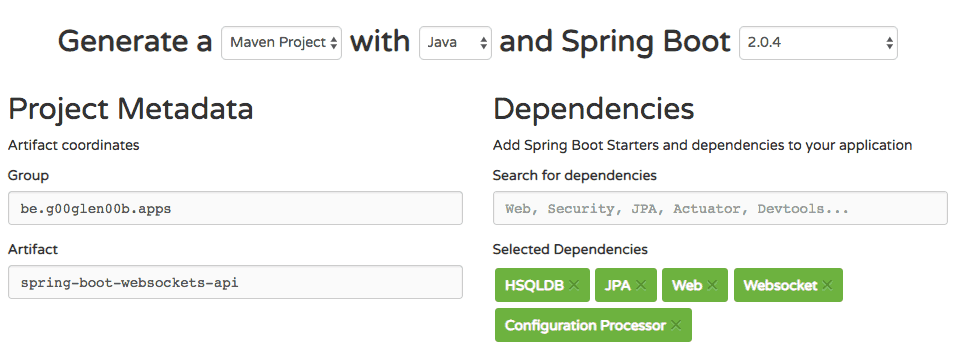 Generate a Maven Project with Java and Spring Boot 2.0.4
Project Metadata
Artifact coordinates
Group
be.g00glen00b.apps
Artifact
spring-boot-websockets-api
Dependencies
Add Spring Boot Starters and dependencies to your application
Search for dependencies
Web, Security, JPA, Actuator, Devtools...
Selected Dependencies
HSQLDB × JPA × Web × Websocket ×
Configuration Processor ×